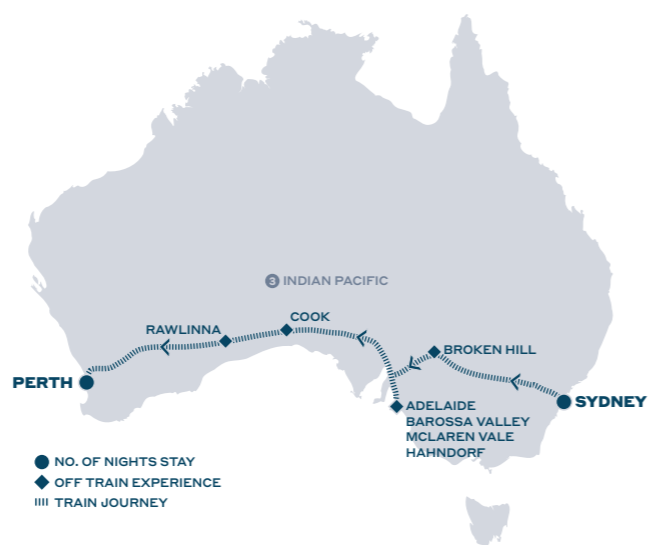 3 INDIAN PACIFIC
COOK
RAWLINNA
BROKEN HILL
PERTH
SYDNEY
ADELAIDE
BAROSSA VALLEY
MCLAREN VALE
HAHNDORF
NO. OF NIGHTS STAY
OFF TRAIN EXPERIENCE
TRAIN JOURNEY